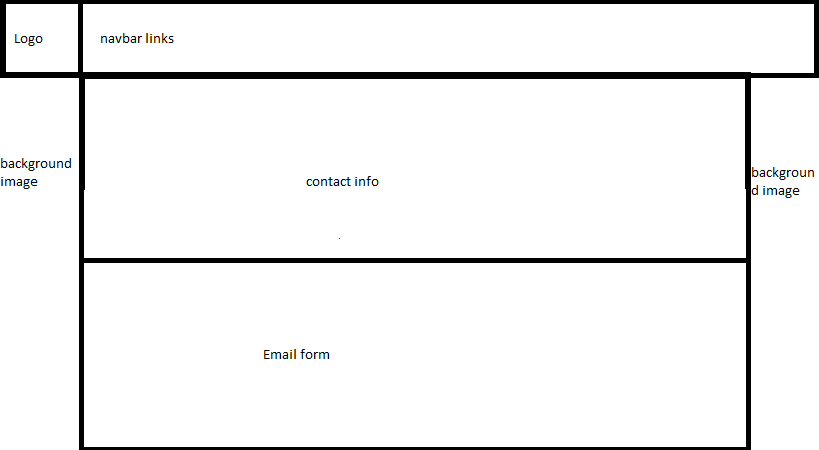 Logo
navbar links
background
image
contact info
backgroun
d image
Email form